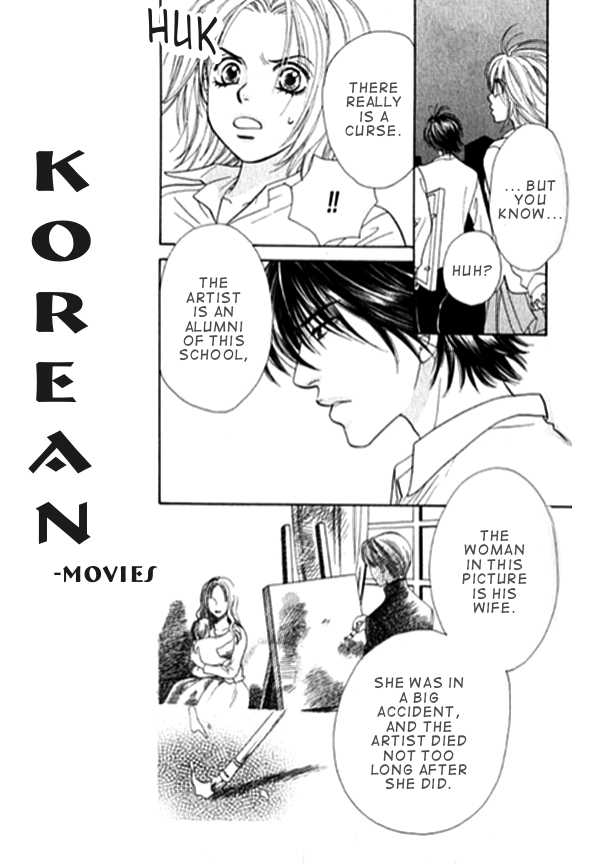 ... BUT
YOU
KNOW...
HUH?
THERE
REALLY
IS A
CURSE.
HUK
!!
THE
ARTIST
IS AN
ALUMNI
OF THIS
SCHOOL,
THE
WOMAN
IN THIS
PICTURE
IS HIS
WIFE.
SHE WAS IN
A BIG
ACCIDENT,
AND THE
ARTIST DIED
NOT TOO
LONG AFTER
SHE DID.
KOREAN
-MOVIES